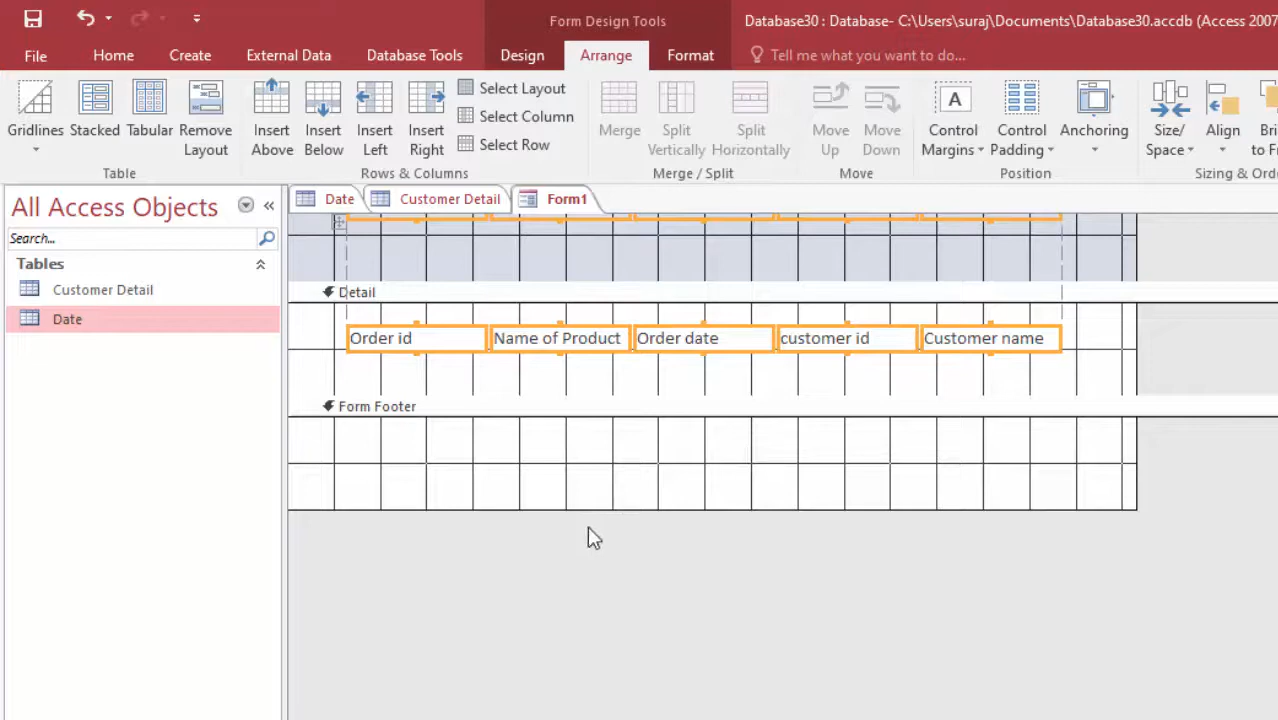 Form Design Tools
Database30 : Database- C:\Users\suraj\Documents\Database30.accdb (Access 2007
File Home Create External Data Database Tools Design Arrange Format Tell me what you want to do...
Gridlines Stacked Tabular Remove Layout
Table
Insert Above Insert Below Insert Left Insert Right
Select Layout
Select Column
Select Row
Rows & Columns
Merge Split Vertically Split Horizontally
Merge / Split
Move Up Move Down
Move
Control Margins Control Padding Anchoring
Position
Size/ Space Align Bri to Fr
Sizing & Orde
All Access Objects
Search...
Tables
Customer Detail
Date
Date Customer Detail Form1
Detail
Order id Name of Product Order date customer id Customer name
Form Footer